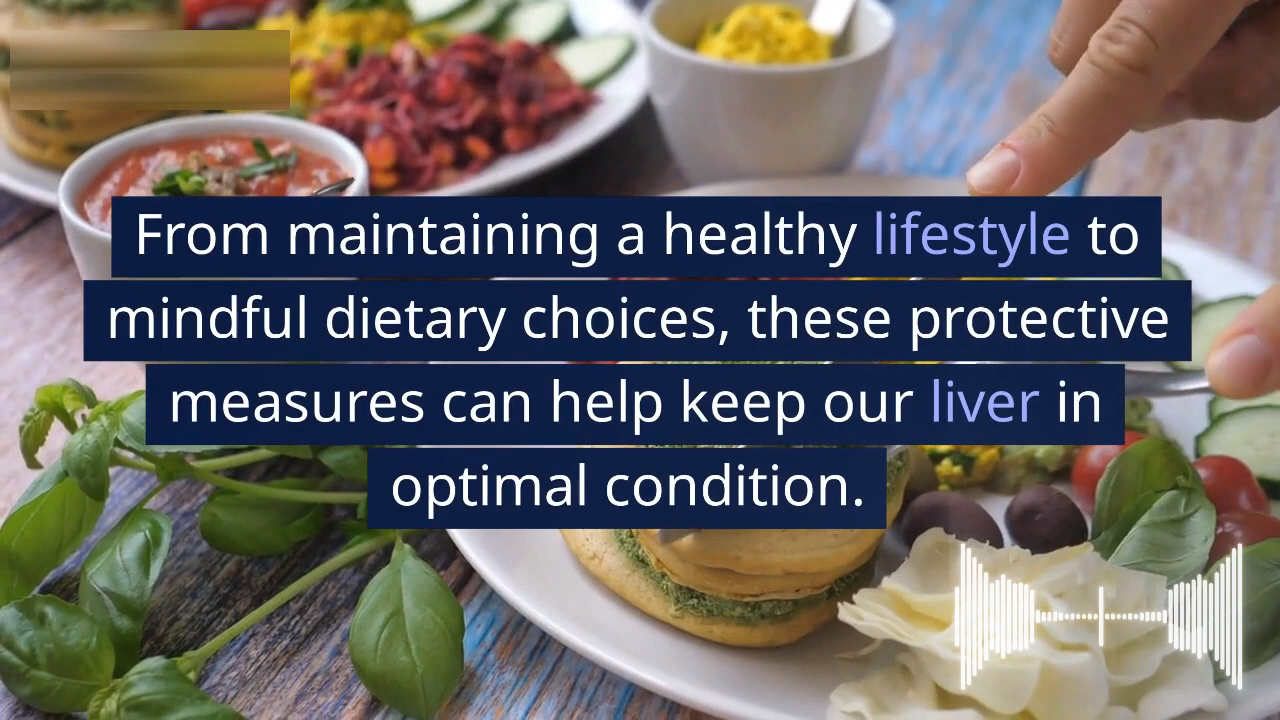 From maintaining a healthy lifestyle to
mindful dietary choices, these protective
measures can help keep our liver in
optimal condition.